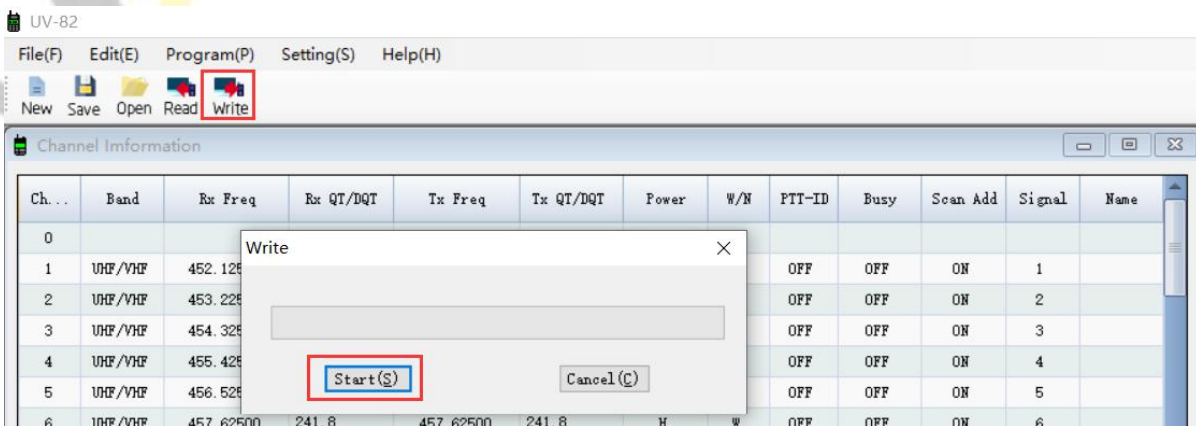 UV-82
File(F) Edit(E) Program(P) Setting(S) Help(H)
New Save Open Read Write
Channel Imformation
Ch... Band Rx Freq Rx QT/DQT Tx Freq Tx QT/DQT Power W/N PTT-ID Busy Scan Add Signal Name
0
Write
1 UHF/VHF 452.125 OFF OFF ON 1
2 UHF/VHF 453.225 OFF OFF ON 2
3 UHF/VHF 454.325 OFF OFF ON 3
4 UHF/VHF 455.425 OFF OFF ON 4
Start(S) Cancel(C)
5 UHF/VHF 456.525 OFF OFF ON 5
6 UHF/VHF 457.62500 241.8 457.62500 241.8 H W OFF OFF ON 6